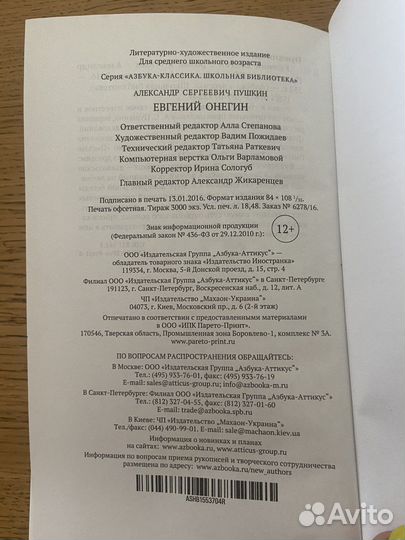 Литературно-художественное издание
Для среднего школьного возраста
Серия «АЗБУКА-КЛАССИКА. ШКОЛЬНАЯ БИБЛИОТЕКА»
АЛЕКСАНДР СЕРГЕЕВИЧ ПУШКИН
ЕВГЕНИЙ ОНЕГИН
Ответственный редактор Алла Степанова
Художественный редактор Вадим Пожидаев
Технический редактор Татьяна Раткевич
Компьютерная верстка Ольги Варламовой
Корректор Ирина Сологуб
Главный редактор Александр Жикаренцев
Подписано в печать 13.01.2016. Формат издания 84 × 108 1/32.
Печать офсетная. Тираж 3000 экз. Усл. печ. л. 18,48. Заказ № 6278/16.
Знак информационной продукции
(Федеральный закон № 436-ФЗ от 29.12.2010 г.):
12+
ООО «Издательская Группа „Азбука-Аттикус“» —
обладатель товарного знака «Издательство Иностранка»
119334, г. Москва, 5-й Донской проезд, д. 15, стр. 4
Филиал ООО «Издательская Группа „Азбука-Аттикус“» в Санкт-Петербурге
191123, г. Санкт-Петербург, Воскресенская наб., д. 12, лит. А
ЧП «Издательство „Махаон-Украина“»
04073, г. Киев, Московский пр., д. 6 (2-й этаж)
Отпечатано в соответствии с предоставленными материалами
в ООО «ИПК Парето-Принт».
170546, Тверская область, Промышленная зона Боровлево-1, комплекс № 3А.
www.pareto-print.ru
ПО ВОПРОСАМ РАСПРОСТРАНЕНИЯ ОБРАЩАЙТЕСЬ:
В Москве: ООО «Издательская Группа „Азбука-Аттикус“»
Тел.: (495) 933-76-01, факс: (495) 933-76-19
E-mail: sales@atticus-group.ru; info@azbooka-m.ru
В Санкт-Петербурге: Филиал ООО «Издательская Группа „Азбука-Аттикус“»
Тел.: (812) 327-04-55, факс: (812) 327-01-60
E-mail: trade@azbooka.spb.ru
В Киеве: ЧП «Издательство „Махаон-Украина“»
Тел./факс: (044) 490-99-01. E-mail: sale@machaon.kiev.ua
Информация о новинках и планах
на сайтах: www.azbooka.ru, www.atticus-group.ru
Информация по вопросам приема рукописей и творческого сотрудничества
размещена по адресу: www.azbooka.ru/new_authors
ASHB1553704R
Avito